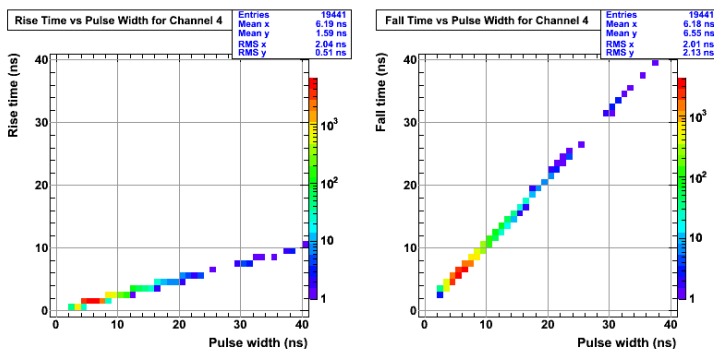 Rise Time vs Pulse Width for Channel 4
Entries 19441
Mean x 6.19 ns
Mean y 1.59 ns
RMS x 2.04 ns
RMS y 0.51 ns
Rise time (ns)
40
30
20
10
0
0 10 20 30 40
Pulse width (ns)
10³
10²
10
1
Fall Time vs Pulse Width for Channel 4
Entries 19441
Mean x 6.18 ns
Mean y 6.55 ns
RMS x 2.01 ns
RMS y 2.13 ns
Fall time (ns)
40
30
20
10
0
0 10 20 30 40
Pulse width (ns)
10³
10²
10
1